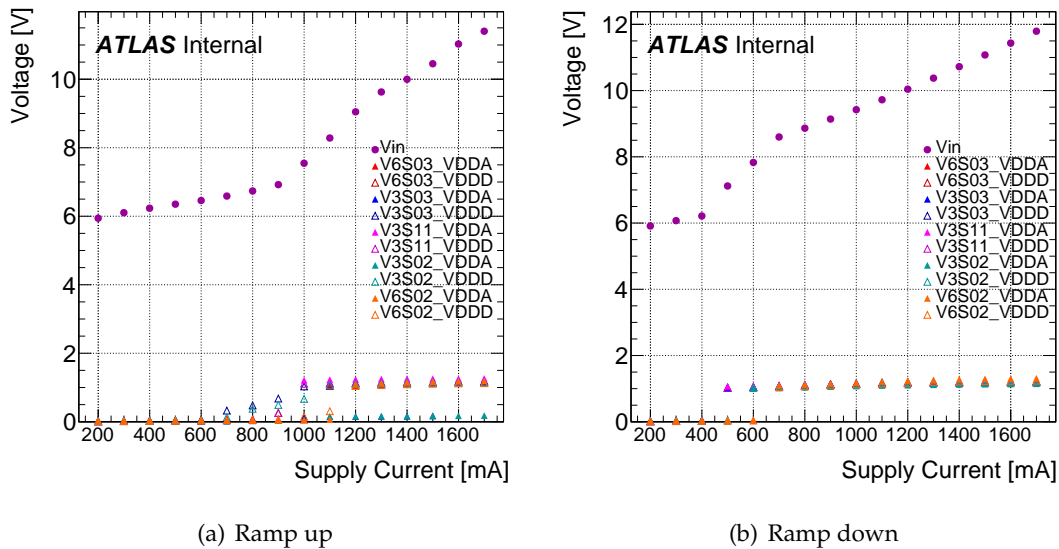 Voltage [V]
10
8
6
4
2
0
ATLAS Internal
Vin
V6S03_VDDA
V6S03_VDDD
V3S03_VDDA
V3S03_VDDD
V3S11_VDDA
V3S11_VDDD
V3S02_VDDA
V3S02_VDDD
V6S02_VDDA
V6S02_VDDD
200 400 600 800 1000 1200 1400 1600
Supply Current [mA]
(a) Ramp up
Voltage [V]
12
10
8
6
4
2
0
ATLAS Internal
Vin
V6S03_VDDA
V6S03_VDDD
V3S03_VDDA
V3S03_VDDD
V3S11_VDDA
V3S11_VDDD
V3S02_VDDA
V3S02_VDDD
V6S02_VDDA
V6S02_VDDD
200 400 600 800 1000 1200 1400 1600
Supply Current [mA]
(b) Ramp down